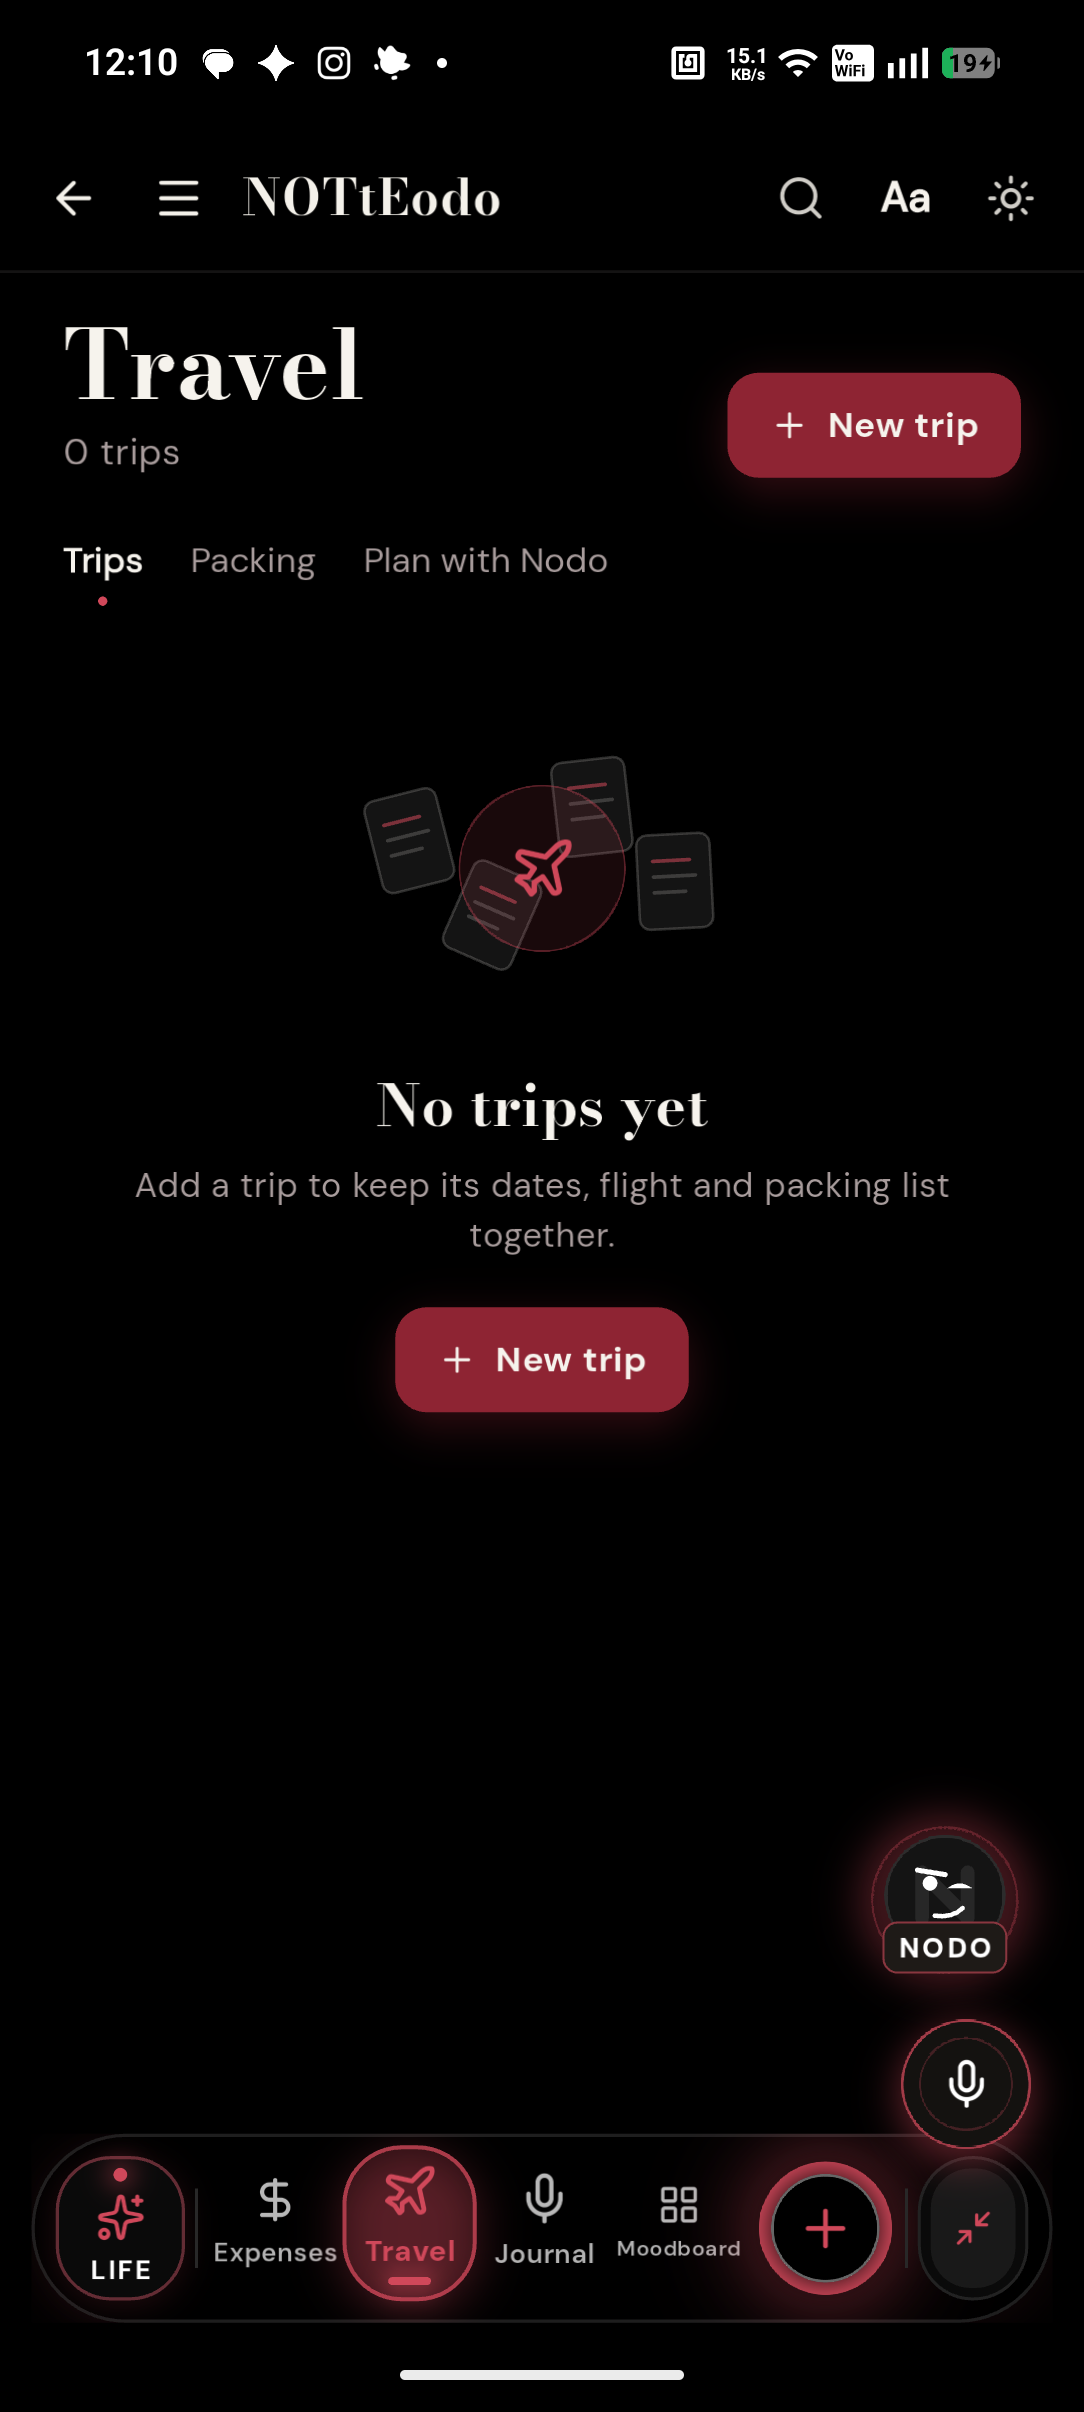 12:10
15.1
KB/s
Vo
WiFi
19
NOTtEodo
Aa
Travel
0 trips
+ New trip
Trips Packing Plan with Nodo
No trips yet
Add a trip to keep its dates, flight and packing list
together.
+ New trip
NODO
LIFE Expenses Travel Journal Moodboard